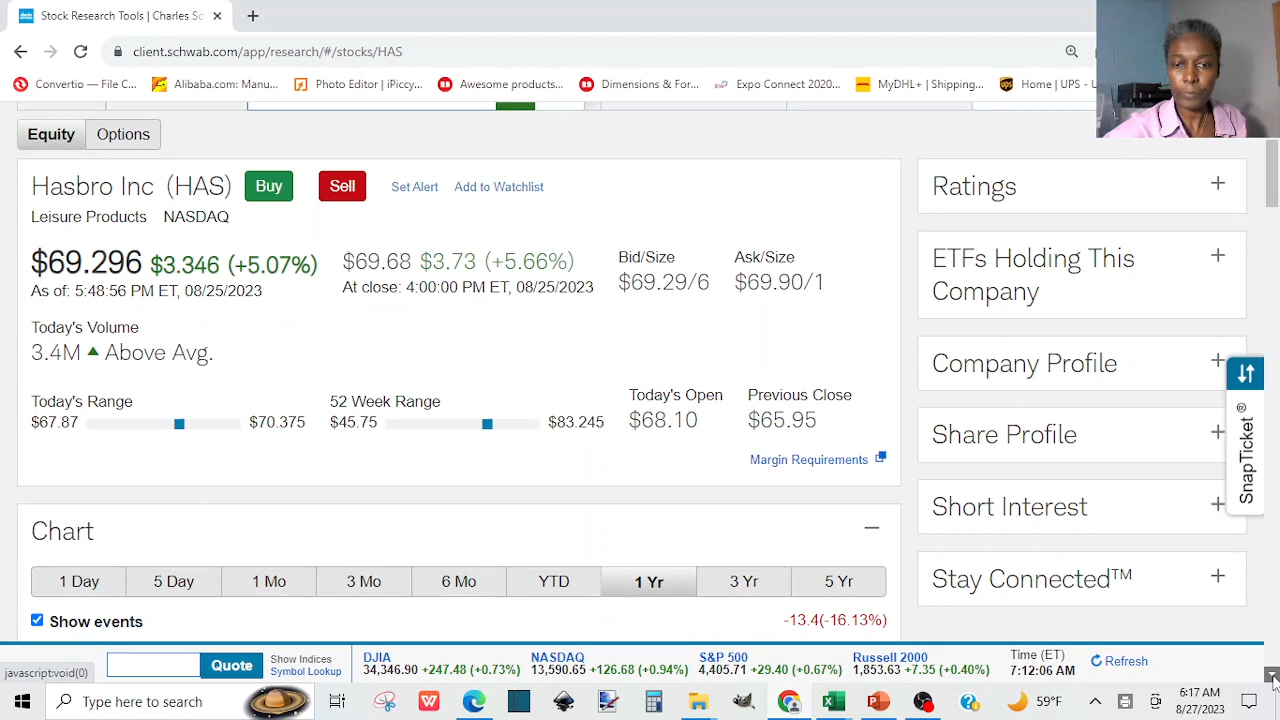 Stock Research Tools | Charles Sc
client.schwab.com/app/research/#/stocks/HAS
Convertio — File C...
Alibaba.com: Manu...
Photo Editor | iPiccy...
Awesome products...
Dimensions & For...
Expo Connect 2020...
MyDHL+ | Shipping...
Home | UPS - U
Equity
Options
Hasbro Inc (HAS)
Buy
Sell
Set Alert
Add to Watchlist
Leisure Products NASDAQ
$69.296 $3.346 (+5.07%)
As of: 5:48:56 PM ET, 08/25/2023
$69.68 $3.73 (+5.66%)
At close: 4:00:00 PM ET, 08/25/2023
Bid/Size
$69.29/6
Ask/Size
$69.90/1
Today's Volume
3.4M Above Avg.
Today's Range
$67.87 $70.375
52 Week Range
$45.75 $83.245
Today's Open
$68.10
Previous Close
$65.95
Margin Requirements
Chart
1 Day
5 Day
1 Mo
3 Mo
6 Mo
YTD
1 Yr
3 Yr
5 Yr
Show events
-13.4(-16.13%)
Ratings
ETFs Holding This
Company
Company Profile
Share Profile
Short Interest
Stay Connected™
SnapTicket ®
javascript:void(0)
Quote
Show Indices
Symbol Lookup
DJIA
34,346.90 +247.48 (+0.73%)
NASDAQ
13,590.65 +126.68 (+0.94%)
S&P 500
4,405.71 +29.40 (+0.67%)
Russell 2000
1,853.63 +7.35 (+0.40%)
Time (ET)
7:12:06 AM
Refresh
Type here to search
59°F
6:17 AM
8/27/2023